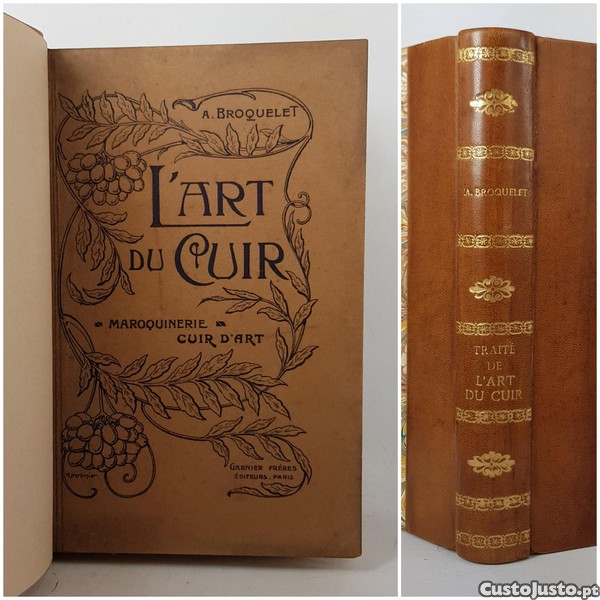 A. BROQUELET
L'ART
DU CUIR
MAROQUINERIE
CUIR D'ART
GARNIER FRÈRES
ÉDITEURS. PARIS
A. BROQUELET
TRAITÉ
DE
L'ART
DU CUIR
CustoJusto.pt